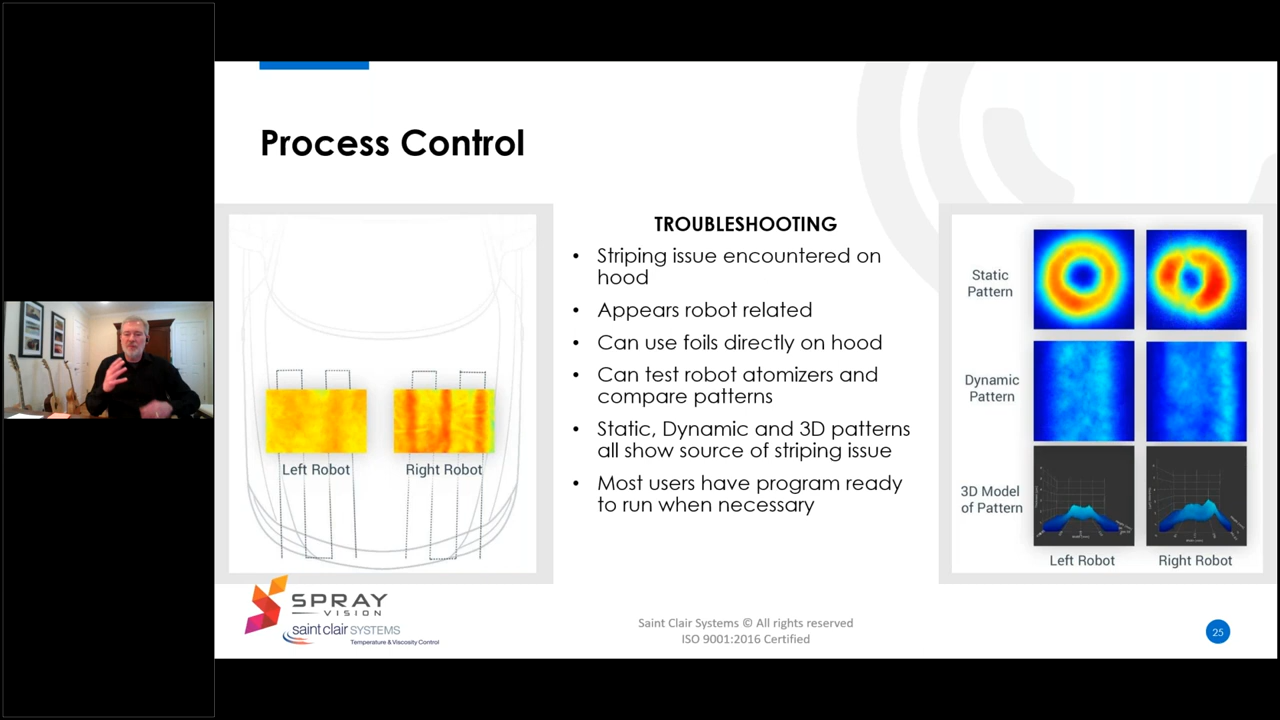 Process Control
Left Robot
Right Robot
TROUBLESHOOTING
• Striping issue encountered on
hood
• Appears robot related
• Can use foils directly on hood
• Can test robot atomizers and
compare patterns
• Static, Dynamic and 3D patterns
all show source of striping issue
• Most users have program ready
to run when necessary
Static
Pattern
Dynamic
Pattern
3D Model
of Pattern
Left Robot
Right Robot
SPRAY
VISION
saint clair SYSTEMS
Temperature & Viscosity Control
Saint Clair Systems © All rights reserved
ISO 9001:2016 Certified
25